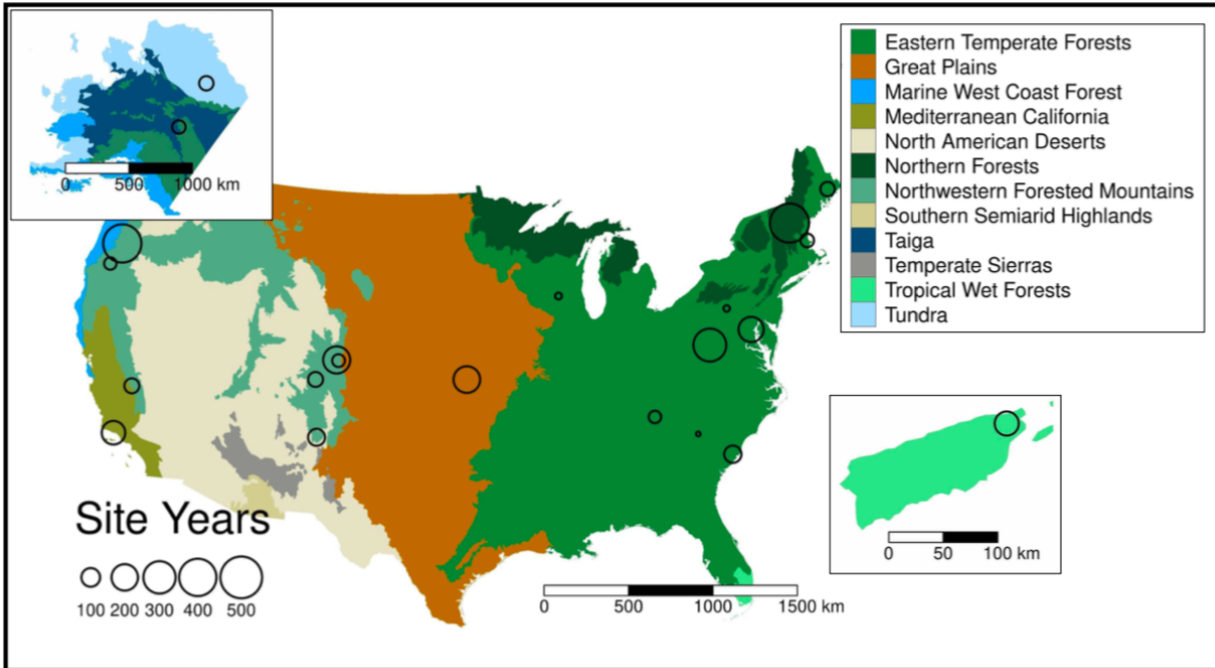 0 500 1000 km
Eastern Temperate Forests
Great Plains
Marine West Coast Forest
Mediterranean California
North American Deserts
Northern Forests
Northwestern Forested Mountains
Southern Semiarid Highlands
Taiga
Temperate Sierras
Tropical Wet Forests
Tundra
Site Years
100 200 300 400 500
0 500 1000 1500 km
0 50 100 km